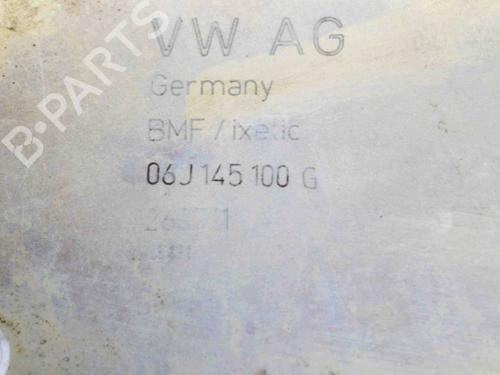 VW AG
Germany
BMF / ixetic
06J 145 100 G
B-PARTS